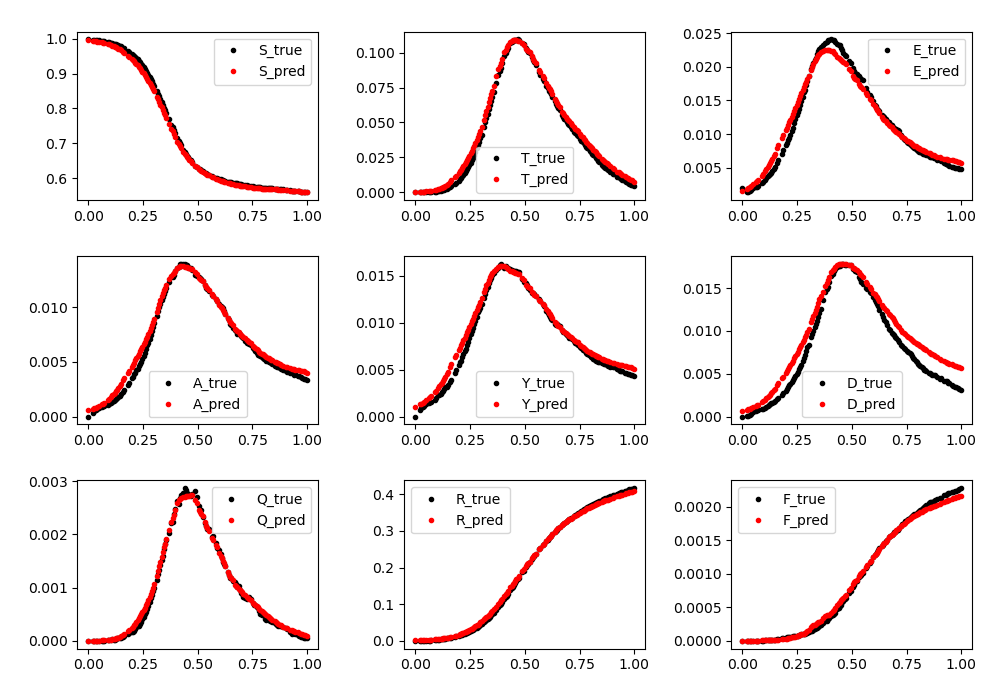 S_true
S_pred
1.0
0.9
0.8
0.7
0.6
0.00 0.25 0.50 0.75 1.00
T_true
T_pred
0.100
0.075
0.050
0.025
0.000
0.00 0.25 0.50 0.75 1.00
E_true
E_pred
0.025
0.020
0.015
0.010
0.005
0.00 0.25 0.50 0.75 1.00
A_true
A_pred
0.010
0.005
0.000
0.00 0.25 0.50 0.75 1.00
Y_true
Y_pred
0.015
0.010
0.005
0.000
0.00 0.25 0.50 0.75 1.00
D_true
D_pred
0.015
0.010
0.005
0.000
0.00 0.25 0.50 0.75 1.00
Q_true
Q_pred
0.003
0.002
0.001
0.000
0.00 0.25 0.50 0.75 1.00
R_true
R_pred
0.4
0.3
0.2
0.1
0.0
0.00 0.25 0.50 0.75 1.00
F_true
F_pred
0.0020
0.0015
0.0010
0.0005
0.0000
0.00 0.25 0.50 0.75 1.00